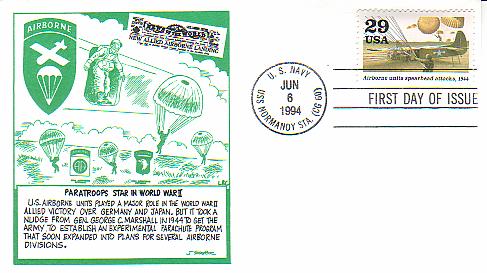 AIRBORNE
NEW ALLIED AIRBORNE LANDING
PARATROOPS STAR IN WORLD WAR II
U.S. AIRBORNE UNITS PLAYED A MAJOR ROLE IN THE WORLD WAR II
ALLIED VICTORY OVER GERMANY AND JAPAN. BUT IT TOOK A
NUDGE FROM GEN. GEORGE C. MARSHALL IN 1944 TO GET THE
ARMY TO ESTABLISH AN EXPERIMENTAL PARACHUTE PROGRAM
THAT SOON EXPANDED INTO PLANS FOR SEVERAL AIRBORNE
DIVISIONS.
U.S. NAVY
JUN
6
1994
USS NORMANDY STA. (CG 60)
29
USA
Airborne units spearhead attacks, 1944
FIRST DAY OF ISSUE